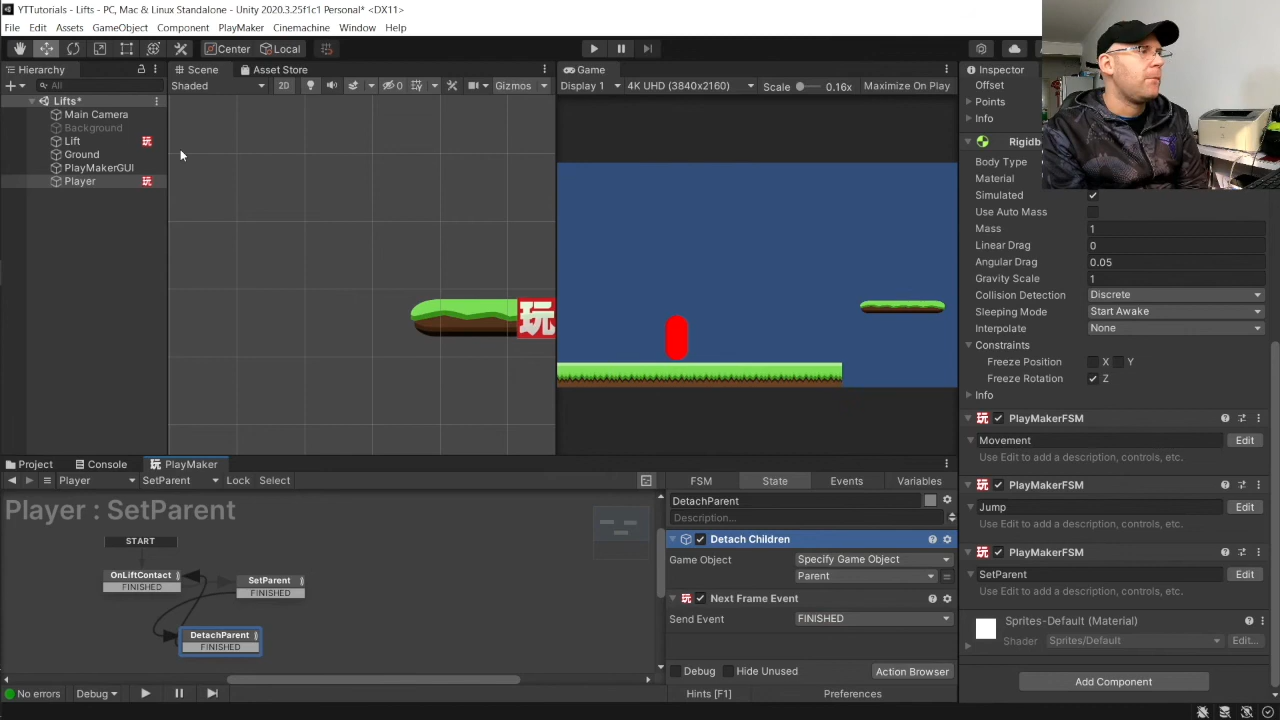 YTTutorials - Lifts - PC, Mac & Linux Standalone - Unity 2020.3.25f1c1 Personal* <DX11>
File Edit Assets GameObject Component PlayMaker Cinemachine Window Help
Center Local
Hierarchy
All
Lifts*
Main Camera
Background
Lift
Ground
PlayMakerGUI
Player
Scene Asset Store
Shaded 2D 0 Gizmos
玩
Game
Display 1 4K UHD (3840x2160) Scale 0.16x Maximize On Play
Inspector
Offset
Points
Info
Rigidb
Body Type
Material
Simulated
Use Auto Mass
Mass 1
Linear Drag 0
Angular Drag 0.05
Gravity Scale 1
Collision Detection Discrete
Sleeping Mode Start Awake
Interpolate None
Constraints
Freeze Position X Y
Freeze Rotation Z
Info
PlayMakerFSM
Movement Edit
Use Edit to add a description, controls, etc.
PlayMakerFSM
Jump Edit
Use Edit to add a description, controls, etc.
PlayMakerFSM
SetParent Edit
Use Edit to add a description, controls, etc.
Sprites-Default (Material)
Shader Sprites/Default Edit...
Add Component
Project Console PlayMaker
Player SetParent Lock Select
Player : SetParent
START
OnLiftContact
FINISHED
SetParent
FINISHED
DetachParent
FINISHED
No errors Debug
FSM State Events Variables
DetachParent
Description...
Detach Children
Game Object Specify Game Object
Parent
Next Frame Event
Send Event FINISHED
Debug Hide Unused Action Browser
Hints [F1] Preferences